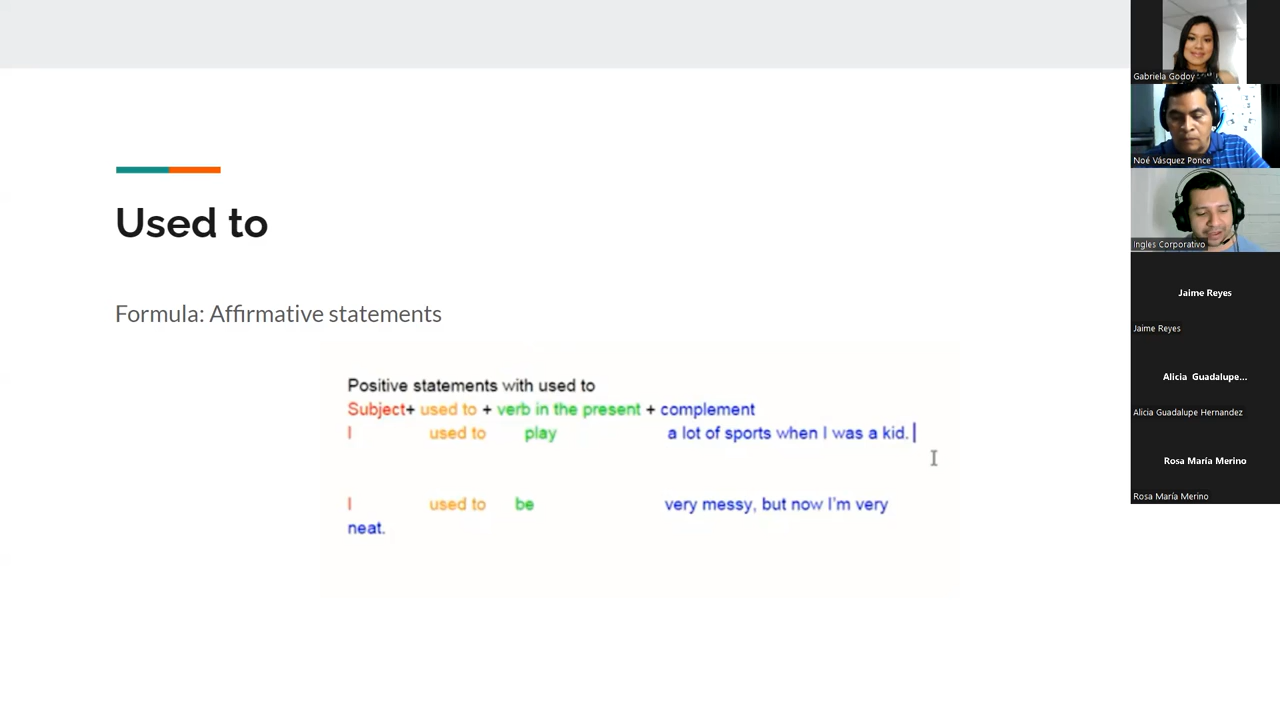 Used to
Formula: Affirmative statements
Positive statements with used to
Subject+ used to + verb in the present + complement
I used to play a lot of sports when I was a kid.
I used to be very messy, but now I'm very
neat.
Gabriela Godoy
Noé Vásquez Ponce
Ingles Corporativo
Jaime Reyes
Jaime Reyes
Alicia Guadalupe...
Alicia Guadalupe Hernandez
Rosa María Merino
Rosa María Merino